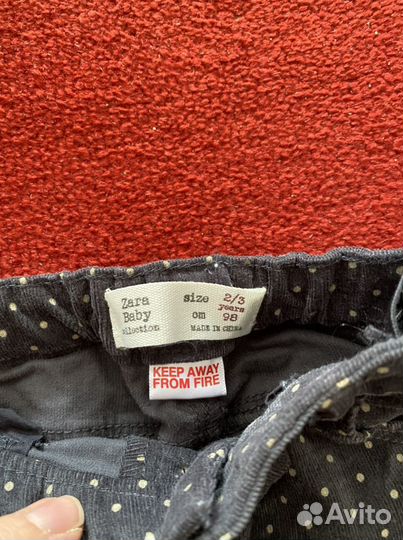 Zara size 2/3
Baby years
collection cm 98
MADE IN CHINA
KEEP AWAY
FROM FIRE
Avito